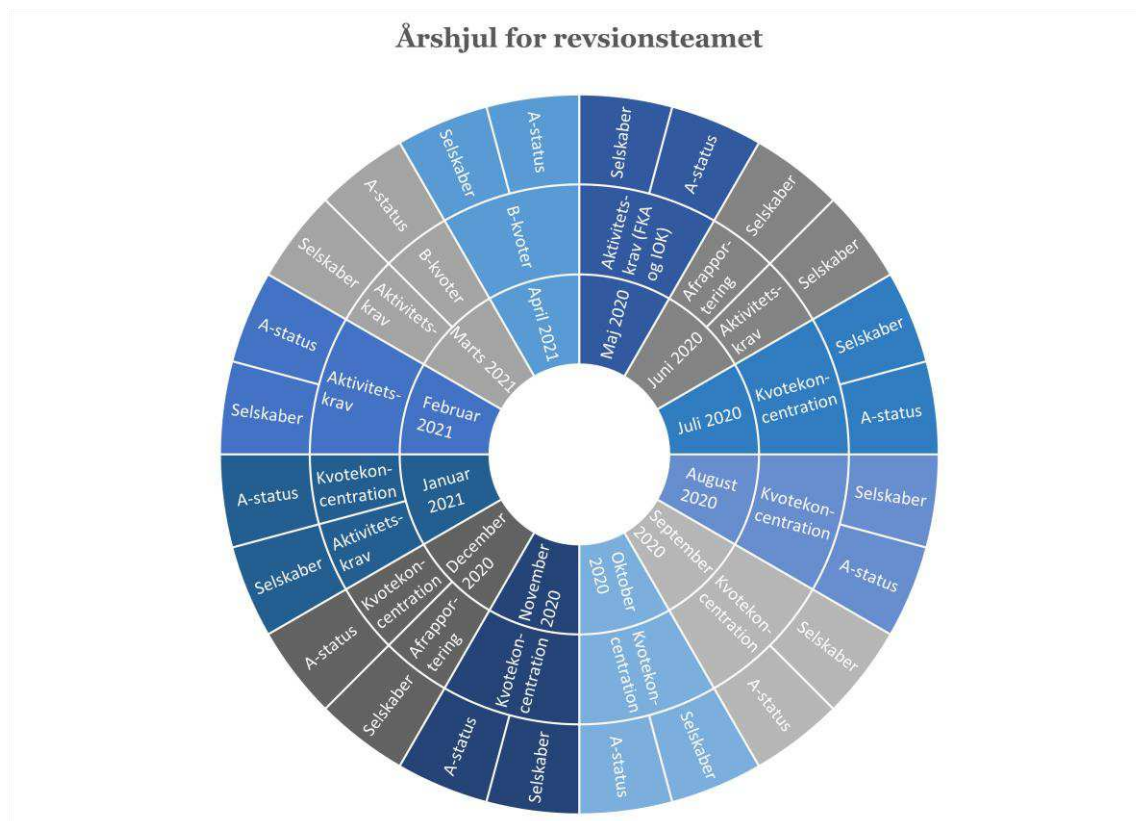 Årshjul for revsionsteamet
Maj 2020
Aktivitets-
krav (FKA
og IOK)
Selskaber
A-status
Juni 2020
Afrappor-
tering
Selskaber
Aktivitets-
krav
Selskaber
Juli 2020
Kvotekon-
centration
Selskaber
A-status
August
2020
Kvotekon-
centration
Selskaber
A-status
September
2020
Kvotekon-
centration
Selskaber
A-status
Oktober
2020
Kvotekon-
centration
Selskaber
A-status
November
2020
Kvotekon-
centration
Selskaber
A-status
December
2020
Afrappor-
tering
Selskaber
Kvotekon-
centration
A-status
Januar
2021
Aktivitets-
krav
Selskaber
Kvotekon-
centration
A-status
Februar
2021
Aktivitets-
krav
Selskaber
A-status
Marts 2021
Aktivitets-
krav
Selskaber
B-kvoter
A-status
April 2021
B-kvoter
Selskaber
A-status